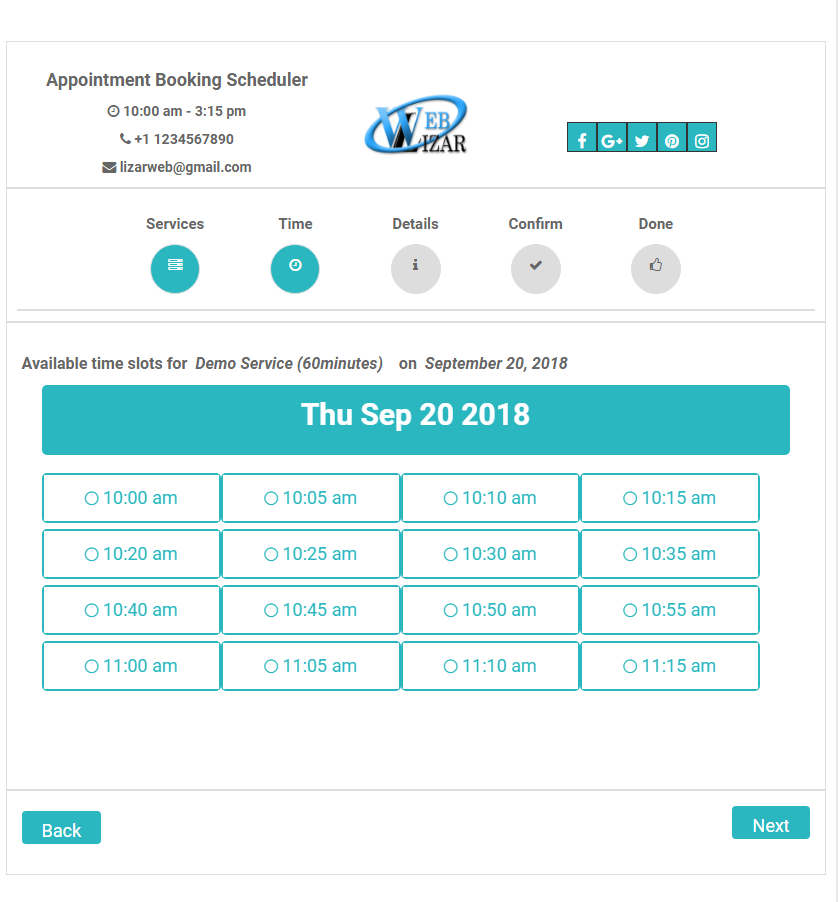 Appointment Booking Scheduler
10:00 am - 3:15 pm
+1 1234567890
lizarweb@gmail.com
WEB
LIZAR
G+
Services Time Details Confirm Done
Available time slots for Demo Service (60minutes) on September 20, 2018
Thu Sep 20 2018
10:00 am 10:05 am 10:10 am 10:15 am
10:20 am 10:25 am 10:30 am 10:35 am
10:40 am 10:45 am 10:50 am 10:55 am
11:00 am 11:05 am 11:10 am 11:15 am
Back Next